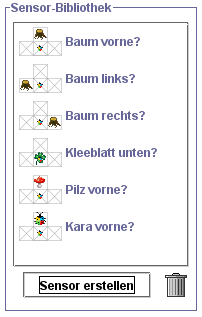 Sensor-Bibliothek
Baum vorne?
Baum links?
Baum rechts?
Kleeblatt unten?
Pilz vorne?
Kara vorne?
Sensor erstellen